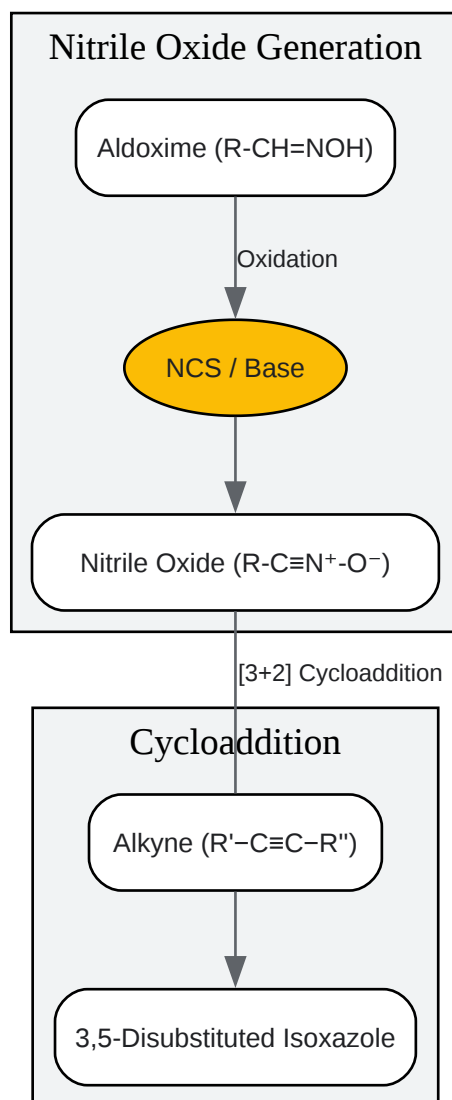 Nitrile Oxide Generation
Aldoxime (R-CH=NOH)
Oxidation
NCS / Base
Nitrile Oxide (R-C≡N⁺-O⁻)
[3+2] Cycloaddition
Cycloaddition
Alkyne (R'−C≡C−R")
3,5-Disubstituted Isoxazole